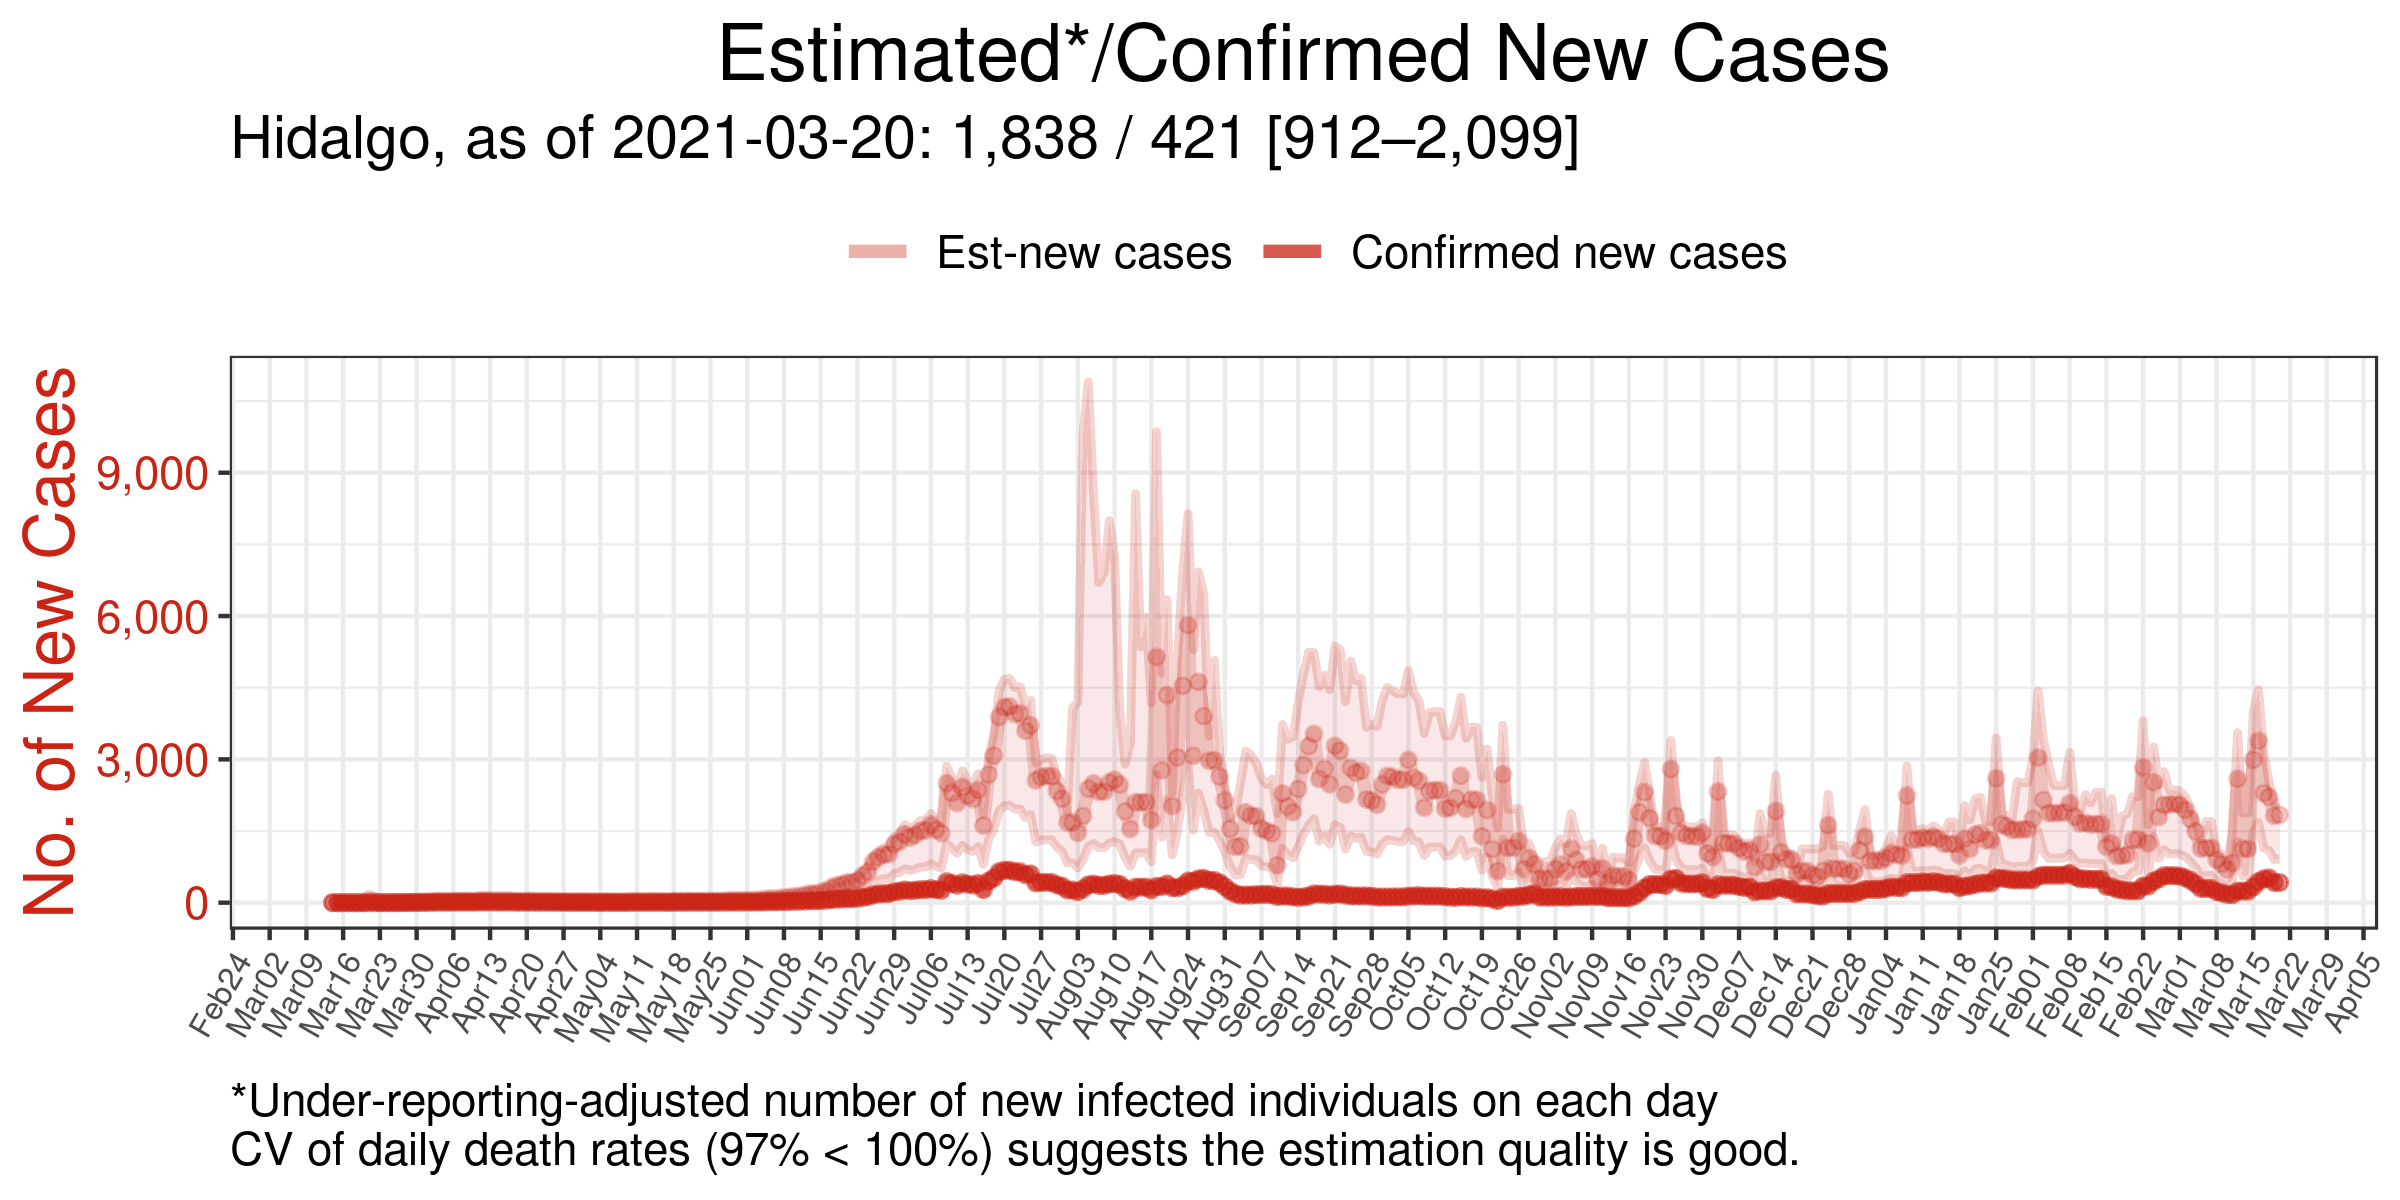 Estimated*/Confirmed New Cases
Hidalgo, as of 2021-03-20: 1,838 / 421 [912–2,099]
Est-new cases
Confirmed new cases
No. of New Cases
9,000
6,000
3,000
0
Feb24
Mar02
Mar09
Mar16
Mar23
Mar30
Apr06
Apr13
Apr20
Apr27
May04
May11
May18
May25
Jun01
Jun08
Jun15
Jun22
Jun29
Jul06
Jul13
Jul20
Jul27
Aug03
Aug10
Aug17
Aug24
Aug31
Sep07
Sep14
Sep21
Sep28
Oct05
Oct12
Oct19
Oct26
Nov02
Nov09
Nov16
Nov23
Nov30
Dec07
Dec14
Dec21
Dec28
Jan04
Jan11
Jan18
Jan25
Feb01
Feb08
Feb15
Feb22
Mar01
Mar08
Mar15
Mar22
Mar29
Apr05
*Under-reporting-adjusted number of new infected individuals on each day
CV of daily death rates (97% < 100%) suggests the estimation quality is good.